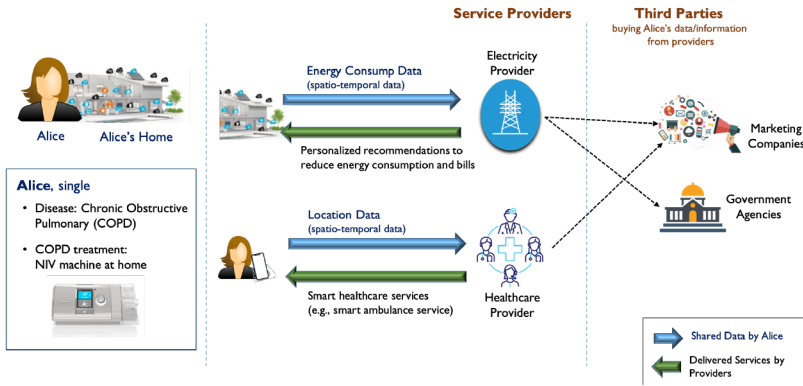 Service Providers
Third Parties
buying Alice's data/information
from providers
Alice
Alice's Home
Alice, single
• Disease: Chronic Obstructive
Pulmonary (COPD)
• COPD treatment:
NIV machine at home
Energy Consump Data
(spatio-temporal data)
Personalized recommendations to
reduce energy consumption and bills
Electricity
Provider
Location Data
(spatio-temporal data)
Smart healthcare services
(e.g., smart ambulance service)
Healthcare
Provider
Marketing
Companies
Government
Agencies
Shared Data by Alice
Delivered Services by
Providers